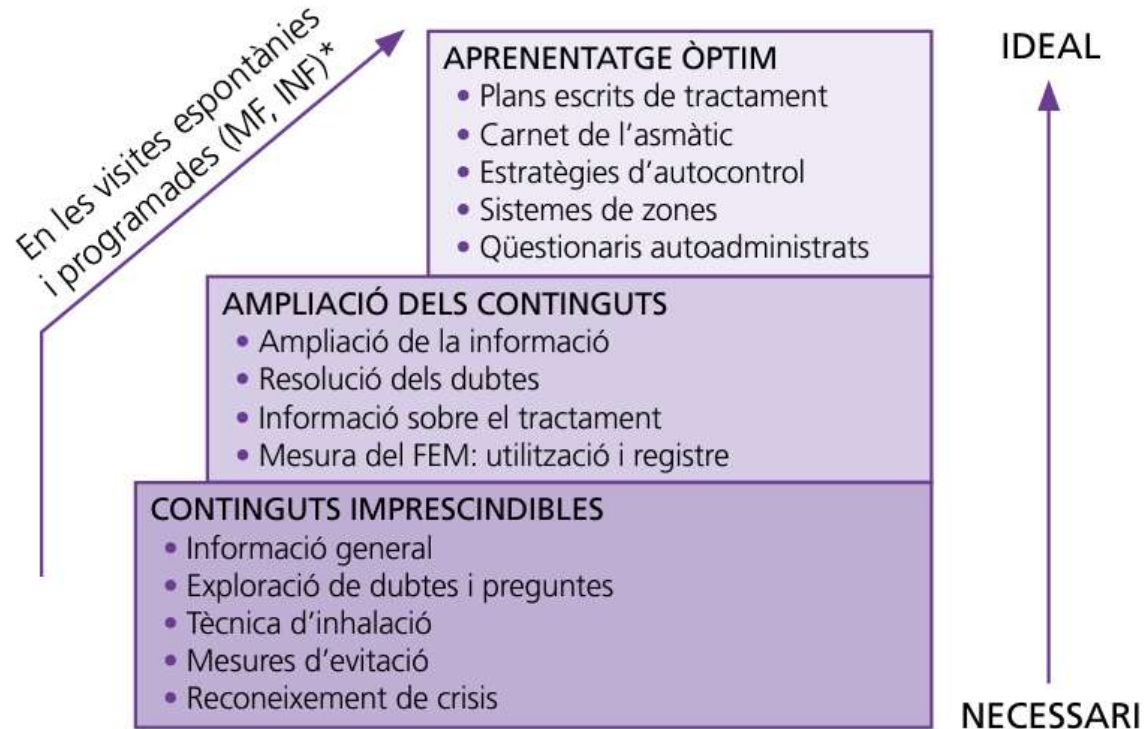 En les visites espontànies
i programades (MF, INF)*
APRENENTATGE ÒPTIM
• Plans escrits de tractament
• Carnet de l'asmàtic
• Estratègies d'autocontrol
• Sistemes de zones
• Qüestionaris autoadministrats
AMPLIACIÓ DELS CONTINGUTS
• Ampliació de la informació
• Resolució dels dubtes
• Informació sobre el tractament
• Mesura del FEM: utilització i registre
CONTINGUTS IMPRESCINDIBLES
• Informació general
• Exploració de dubtes i preguntes
• Tècnica d'inhalació
• Mesures d'evitació
• Reconeixement de crisis
IDEAL
NECESSARI